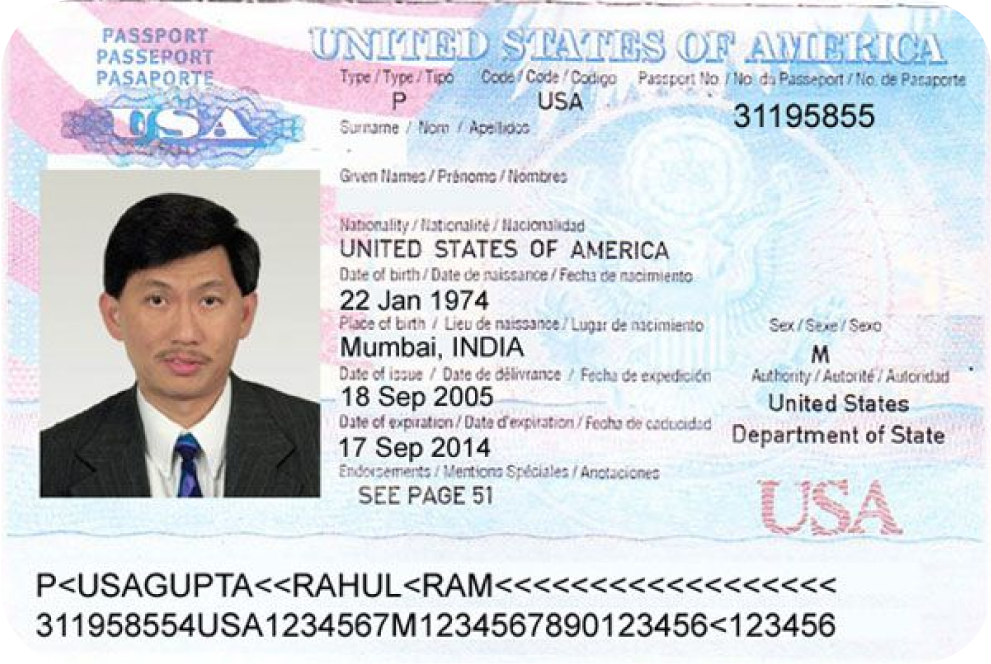 PASSPORT
PASSEPORT
PASAPORTE
USA
UNITED STATES OF AMERICA
Type / Type / Tipo Code / Code / Codigo Passport No. / No. du Passeport / No. de Pasaporte
P USA 31195855
Surname / Nom / Apellidos
Given Names / Prénoms / Nombres
Nationality / Nationalité / Nacionalidad
UNITED STATES OF AMERICA
Date of birth / Date de naissance / Fecha de nacimiento
22 Jan 1974
Place of birth / Lieu de naissance / Lugar de nacimiento Sex / Sexe / Sexo
Mumbai, INDIA M
Date of issue / Date de délivrance / Fecha de expedición Authority / Autorité / Autoridad
18 Sep 2005 United States
Date of expiration / Date d'expiration / Fecha de caducidad
17 Sep 2014 Department of State
Endorsements / Mentions Spéciales / Anotaciones
SEE PAGE 51
USA
P<USAGUPTA<<RAHUL<RAM<<<<<<<<<<<<<<<<<<
311958554USA1234567M1234567890123456<123456